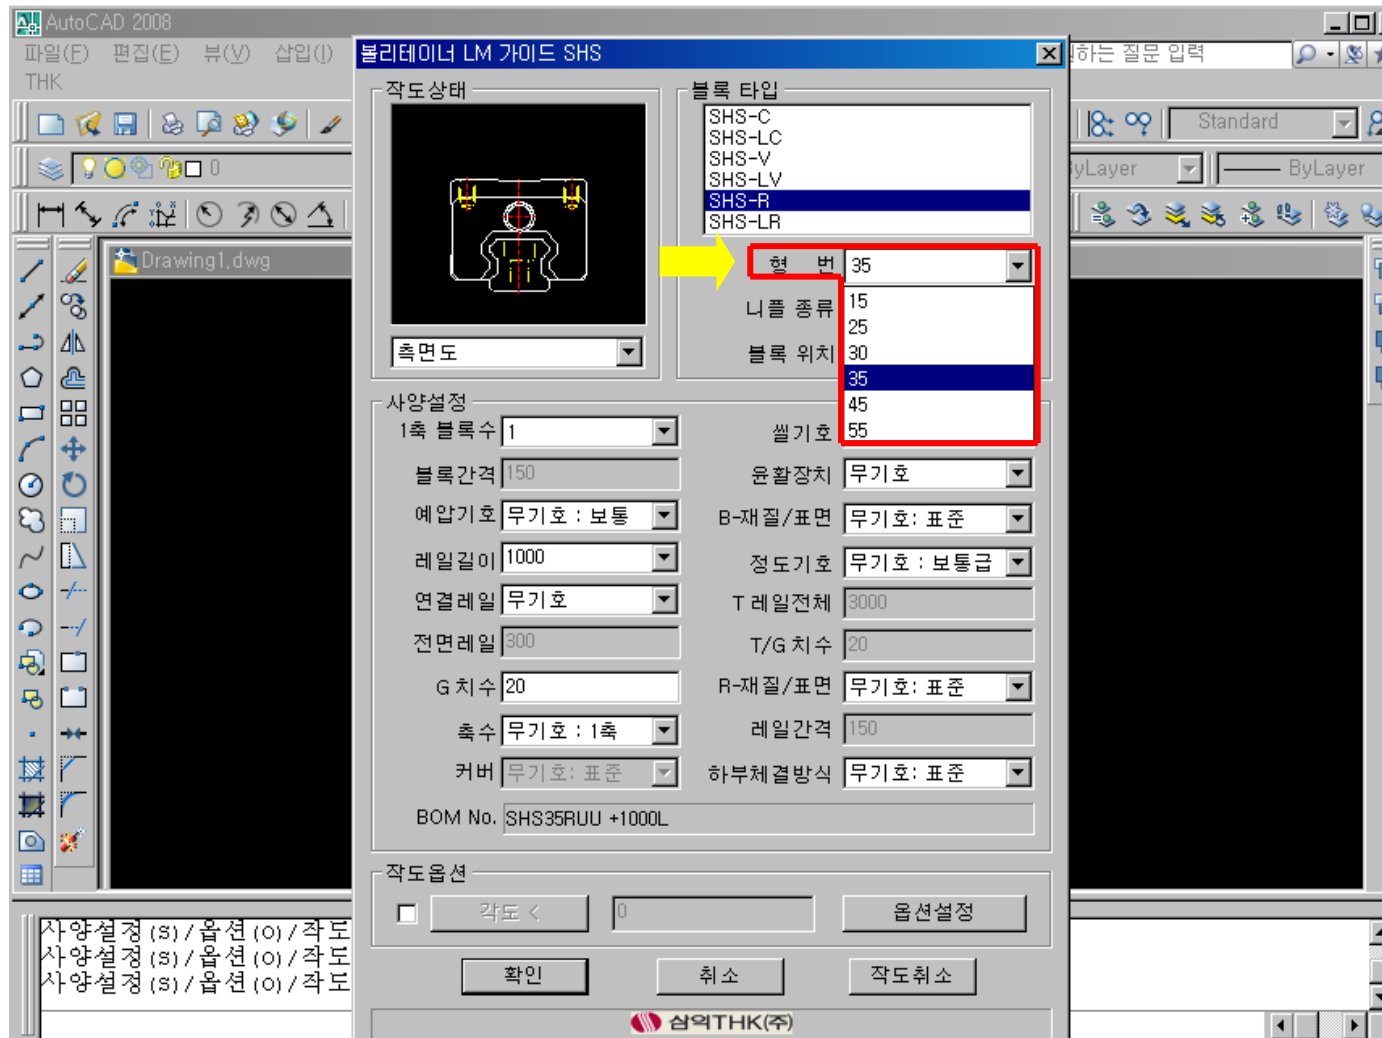 AutoCAD 2008
파일(F) 편집(E) 뷰(V) 삽입(I)
하는 질문 입력
THK
Standard
0
ByLayer
ByLayer
Drawing1.dwg
볼리테이너 LM 가이드 SHS
작도상태
측면도
블록 타입
SHS-C
SHS-LC
SHS-V
SHS-LV
SHS-R
SHS-LR
형 번 35
니플 종류
블록 위치
15
25
30
35
45
55
사양설정
1축 블록수 1
씰기호
블록간격 150
윤활장치 무기호
예압기호 무기호 : 보통
B-재질/표면 무기호: 표준
레일길이 1000
정도기호 무기호 : 보통급
연결레일 무기호
T 레일전체 3000
전면레일 300
T/G 치수 20
G 치수 20
R-재질/표면 무기호: 표준
축수 무기호 : 1축
레일간격 150
커버 무기호: 표준
하부체결방식 무기호: 표준
BOM No. SHS35RUU +1000L
작도옵션
각도 < 0 옵션설정
확인 취소 작도취소
삼익THK(주)
사양설정(S)/옵션(O)/작도
사양설정(S)/옵션(O)/작도
사양설정(S)/옵션(O)/작도